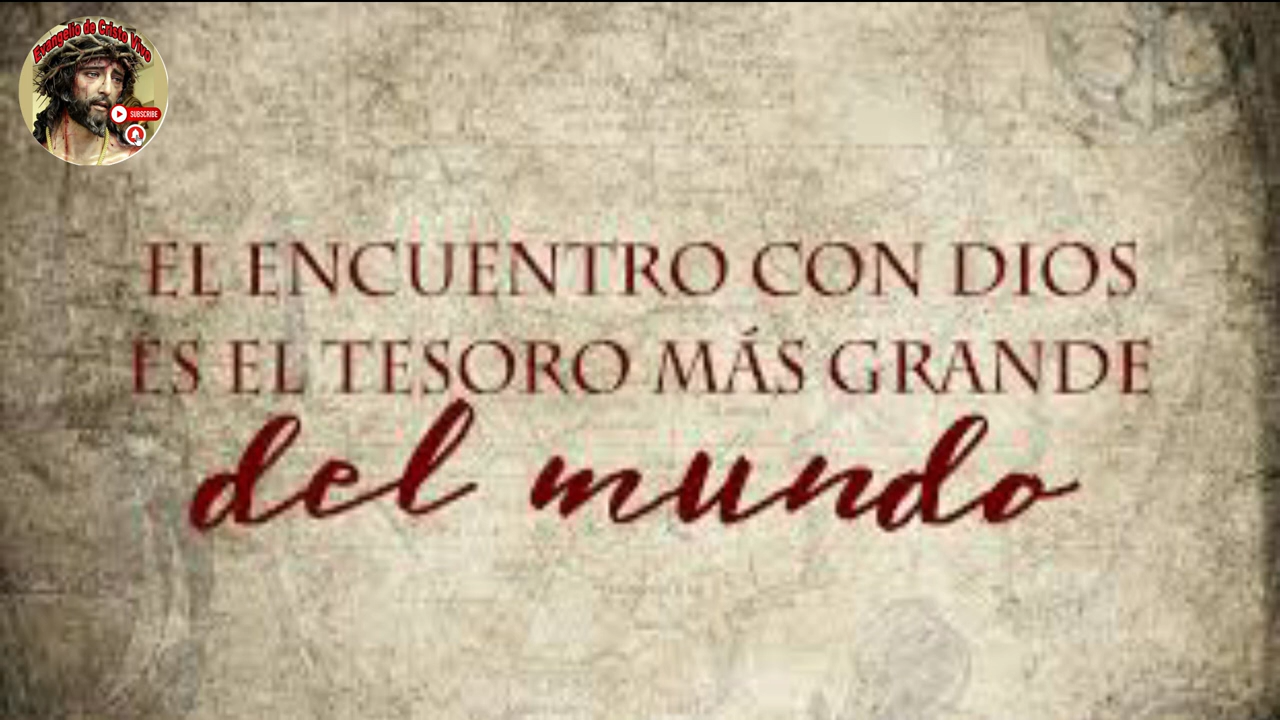 Evangelio de Cristo Vivo
SUBSCRIBE
EL ENCUENTRO CON DIOS
ES EL TESORO MÁS GRANDE
del mundo